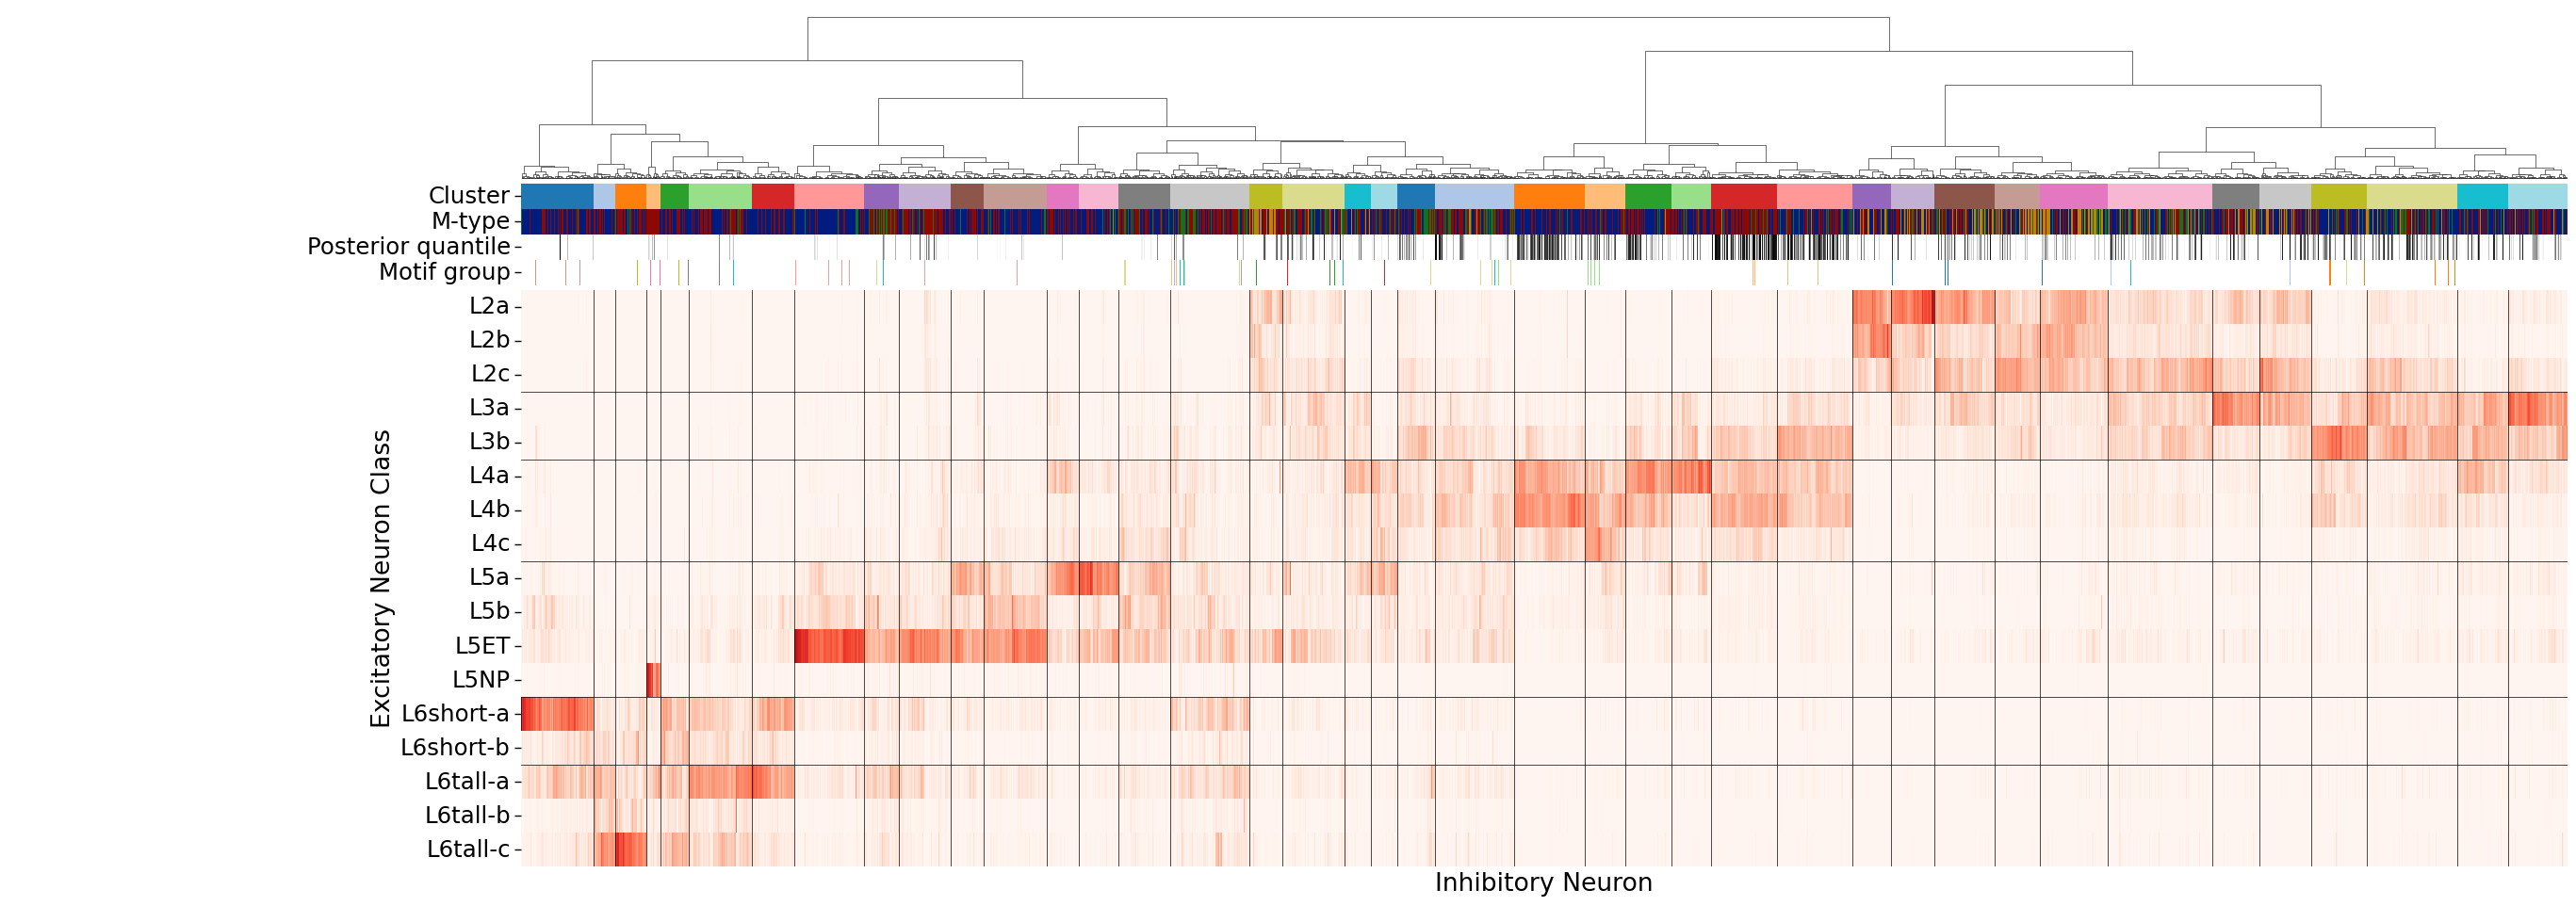 Cluster
M-type
Posterior quantile
Motif group
L2a
L2b
L2c
L3a
L3b
L4a
L4b
L4c
L5a
L5b
L5ET
L5NP
L6short-a
L6short-b
L6tall-a
L6tall-b
L6tall-c
Excitatory Neuron Class
Inhibitory Neuron